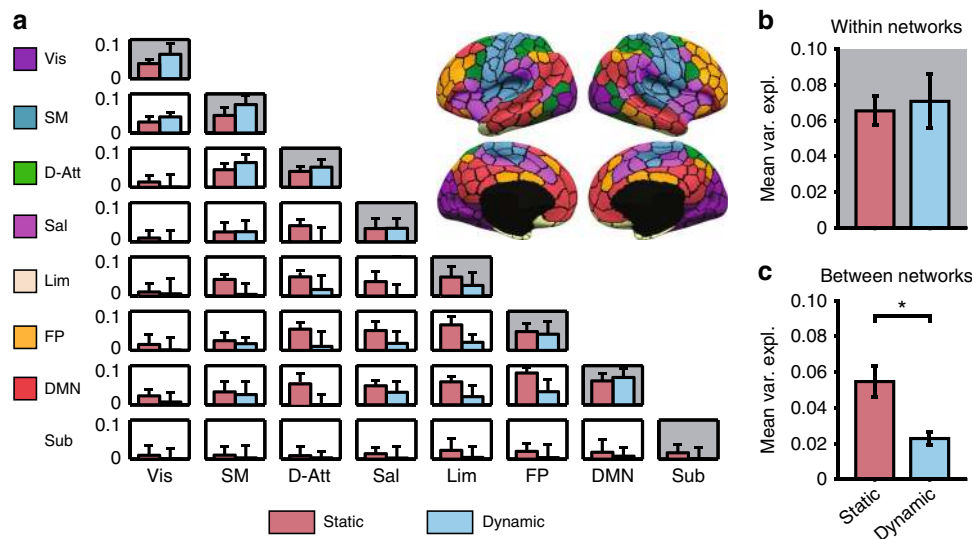 a
Vis
0.1
0
SM
0.1
0
D-Att
0.1
0
Sal
0.1
0
Lim
0.1
0
FP
0.1
0
DMN
0.1
0
Sub
0.1
0
Vis SM D-Att Sal Lim FP DMN Sub
Static Dynamic
b
Within networks
Mean var. expl.
0.10
0.08
0.06
0.04
0.02
0
c
Between networks
Mean var. expl.
0.10
0.08
0.06
0.04
0.02
0
*
Static Dynamic